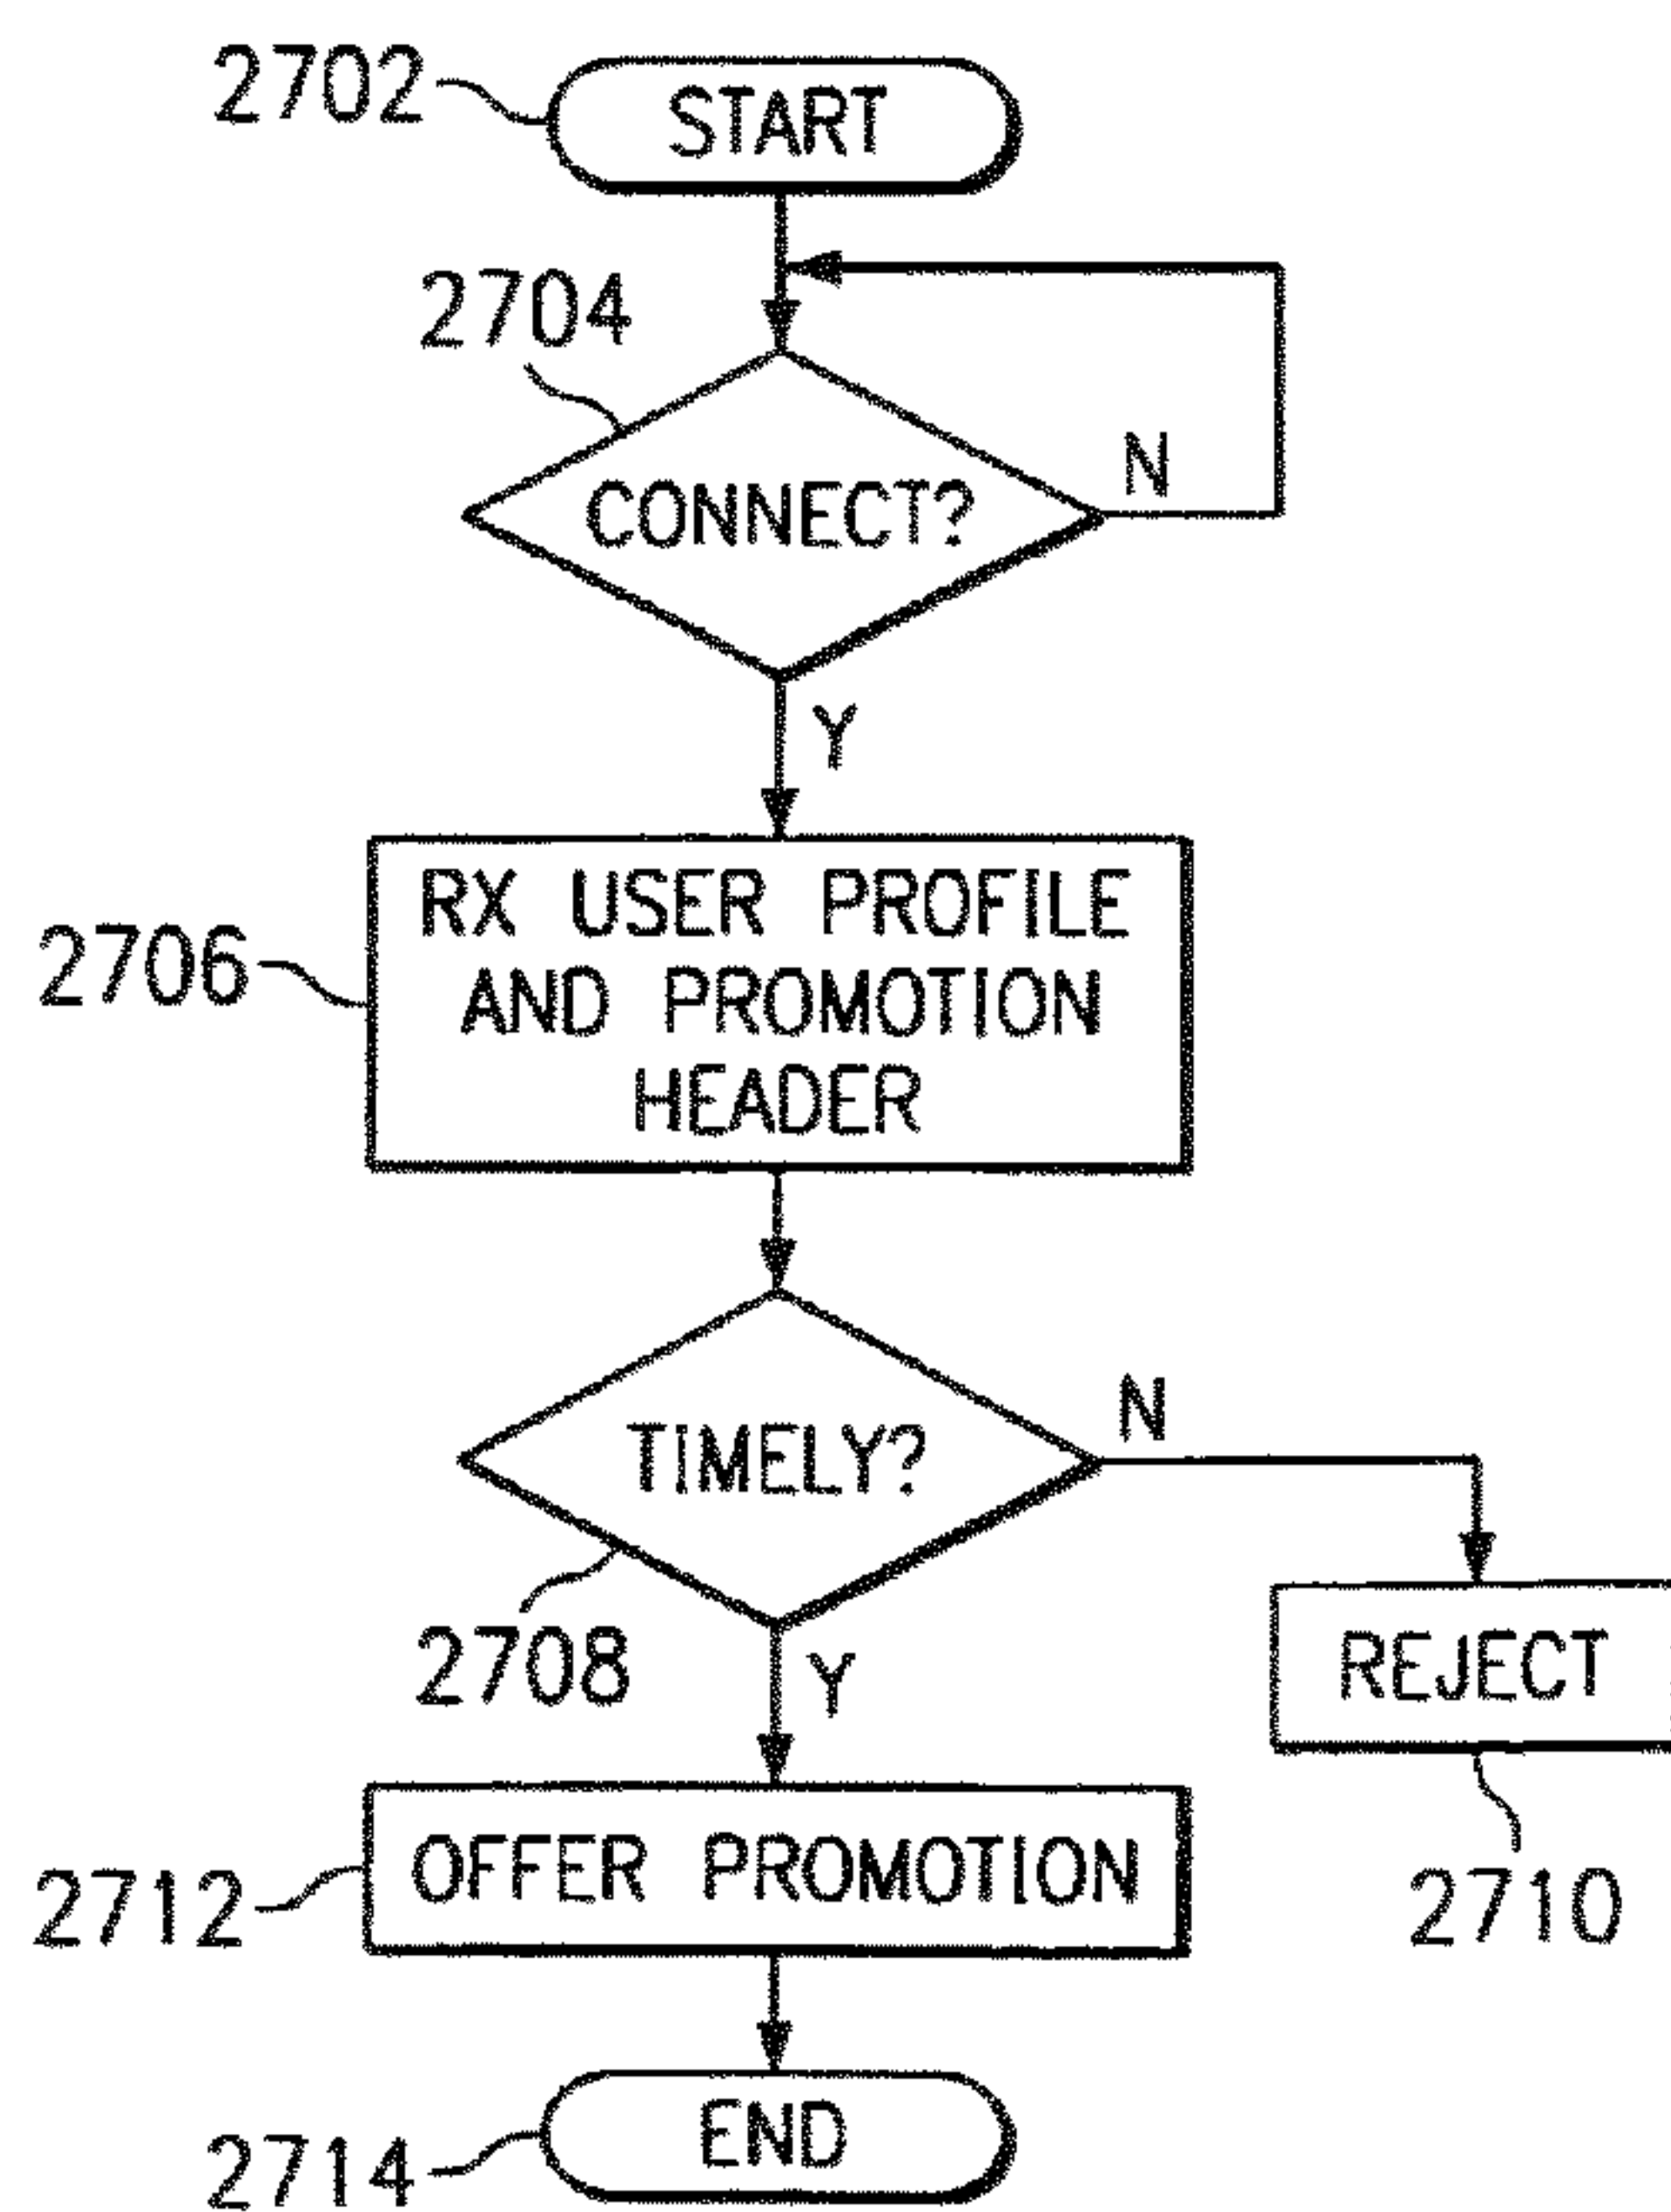 2702
START
2704
CONNECT?
N
Y
2706
RX USER PROFILE
AND PROMOTION
HEADER
TIMELY?
N
2708
Y
REJECT
2710
2712
OFFER PROMOTION
2714
END